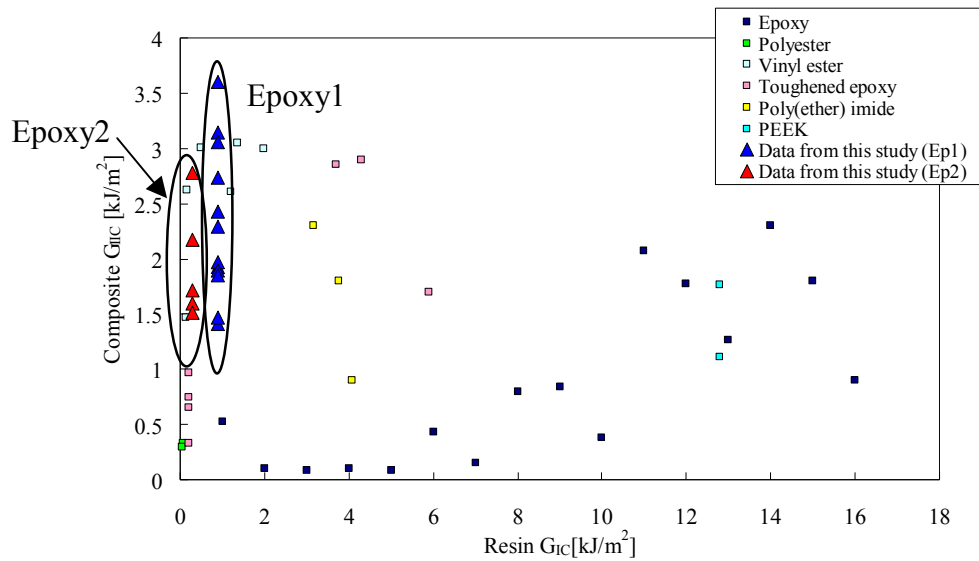 Epoxy
Polyester
Vinyl ester
Toughened epoxy
Poly(ether) imide
PEEK
Data from this study (Ep1)
Data from this study (Ep2)
Epoxy1
Epoxy2
Composite GIIC [kJ/m²]
4
3.5
3
2.5
2
1.5
1
0.5
0
0 2 4 6 8 10 12 14 16 18
Resin GIC[kJ/m²]